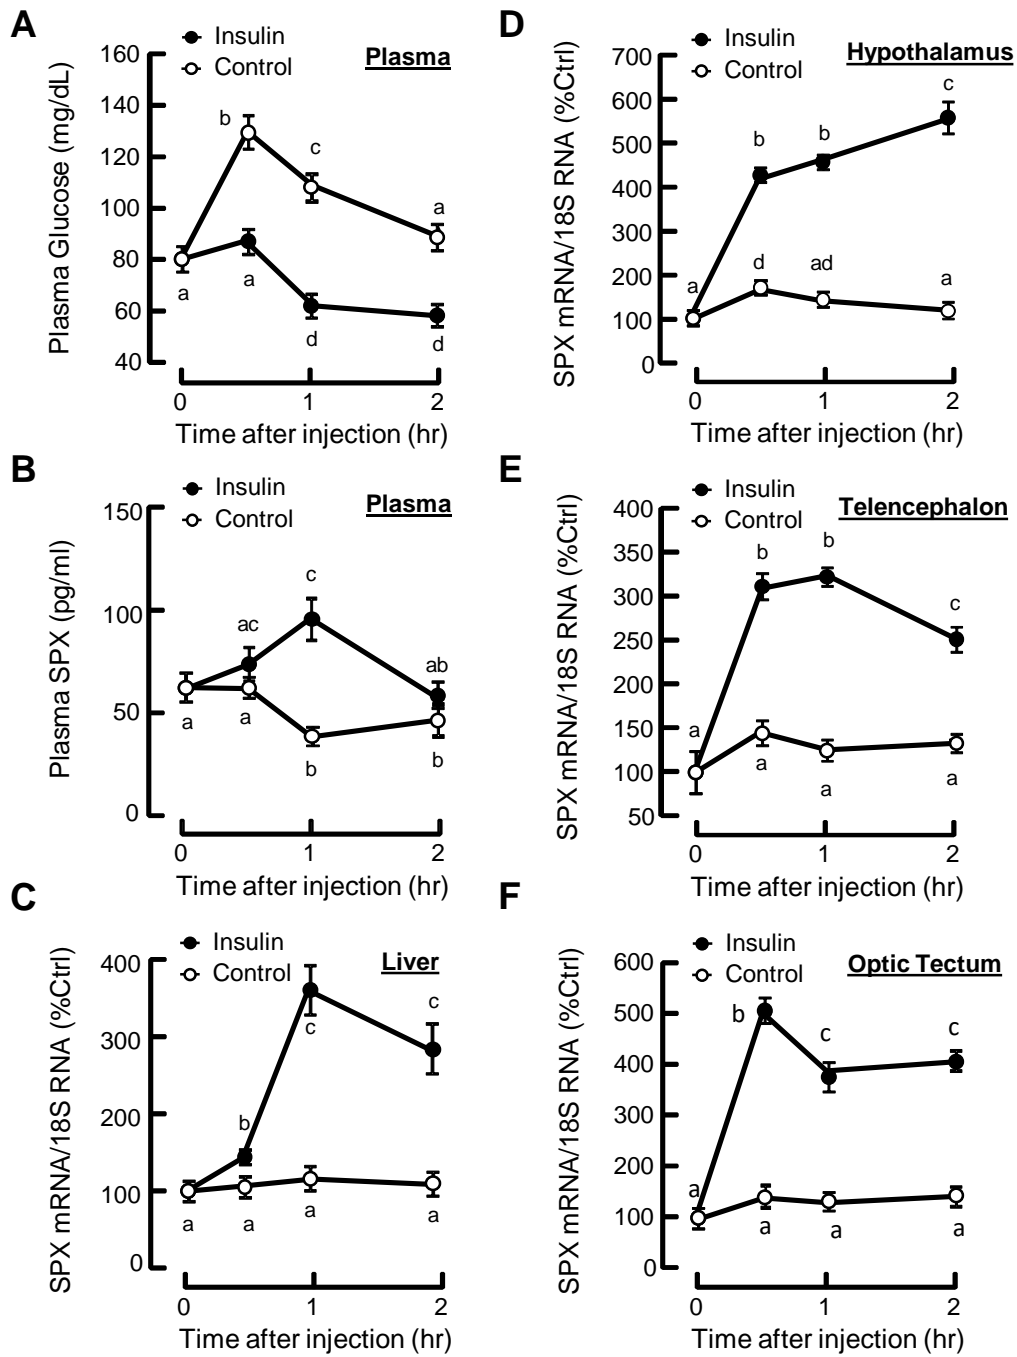 A
Insulin
Control
Plasma
Plasma Glucose (mg/dL)
160
140
120
100
80
60
40
b
c
a
a
a
d
d
0
1
2
Time after injection (hr)
B
Insulin
Control
Plasma
Plasma SPX (pg/ml)
150
100
50
0
c
ac
ab
a
a
b
b
0
1
2
Time after injection (hr)
C
Insulin
Control
Liver
SPX mRNA/18S RNA (%Ctrl)
400
300
200
100
0
c
c
b
a
a
a
a
0
1
2
Time after injection (hr)
D
Insulin
Control
Hypothalamus
SPX mRNA/18S RNA (%Ctrl)
700
600
500
400
300
200
100
0
c
b
b
a
d
ad
a
0
1
2
Time after injection (hr)
E
Insulin
Control
Telencephalon
SPX mRNA/18S RNA (%Ctrl)
400
350
300
250
200
150
100
50
b
b
c
a
a
a
a
0
1
2
Time after injection (hr)
F
Insulin
Control
Optic Tectum
SPX mRNA/18S RNA (%Ctrl)
600
500
400
300
200
100
0
b
c
c
a
a
a
a
0
1
2
Time after injection (hr)